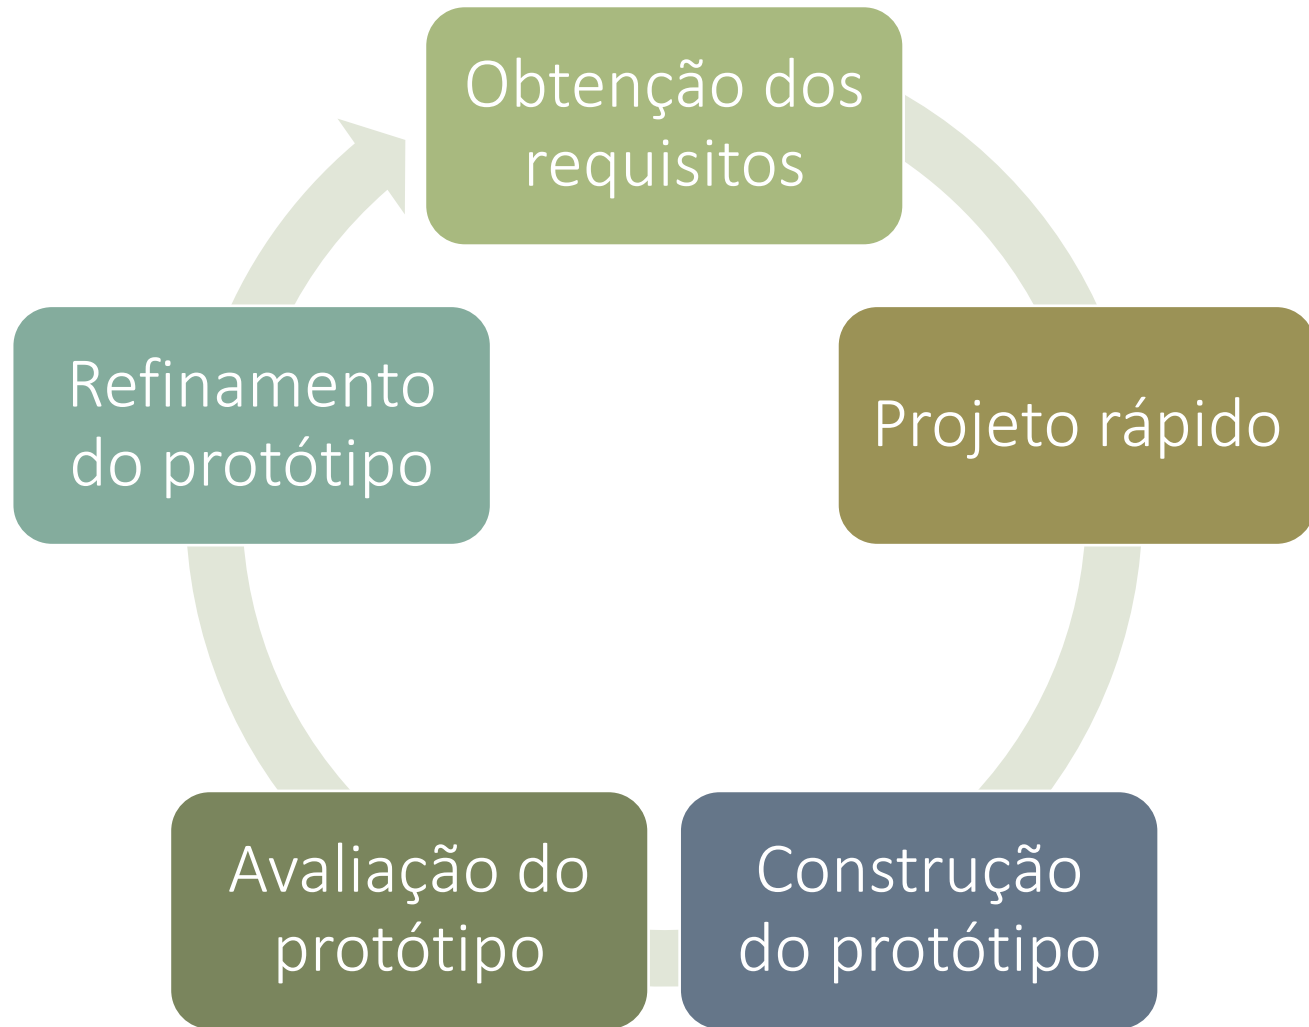 Obtenção dos
requisitos
Projeto rápido
Construção
do protótipo
Avaliação do
protótipo
Refinamento
do protótipo